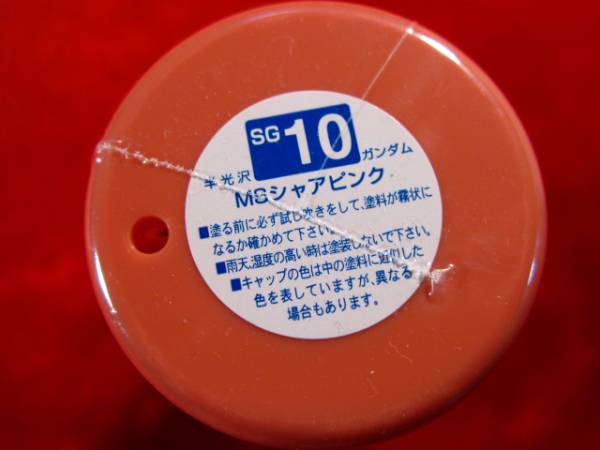 SG 10
半光沢 ガンダム
MSシャアピンク
■塗る前に必ず試し吹きをして、塗料が霧状に
なるか確かめて下さい。
■雨天、湿度の高い時は塗装しないで下さい。
■キャップの色は中の塗料に近似した
色を表していますが、異なる
場合もあります。